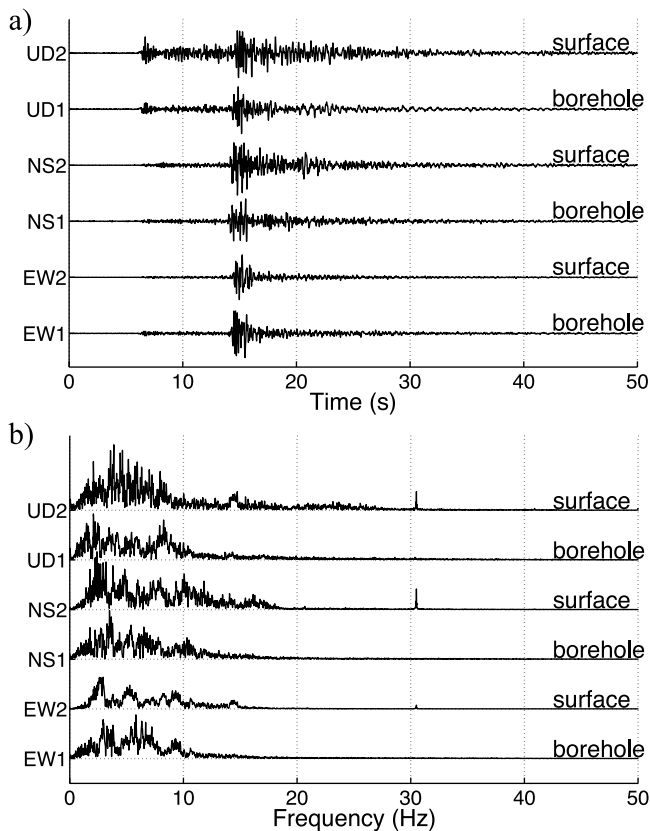 a)
UD2 surface
UD1 borehole
NS2 surface
NS1 borehole
EW2 surface
EW1 borehole
0 10 20 30 40 50
Time (s)
b)
UD2 surface
UD1 borehole
NS2 surface
NS1 borehole
EW2 surface
EW1 borehole
0 10 20 30 40 50
Frequency (Hz)